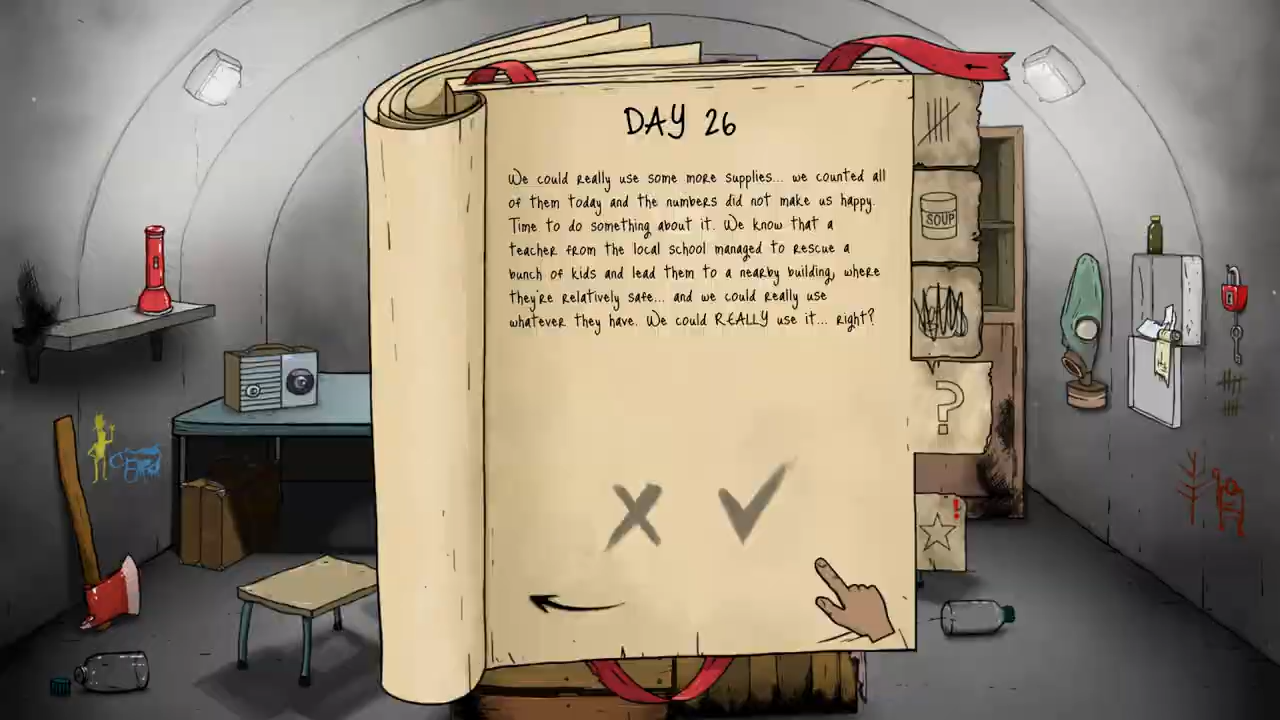 DAY 26
We could really use some more supplies... we counted all
of them today and the numbers did not make us happy.
Time to do something about it. We know that a
teacher from the local school managed to rescue a
bunch of kids and lead them to a nearby building, where
they're relatively safe... and we could really use
whatever they have. We could REALLY use it... right?
SOUP
?
!